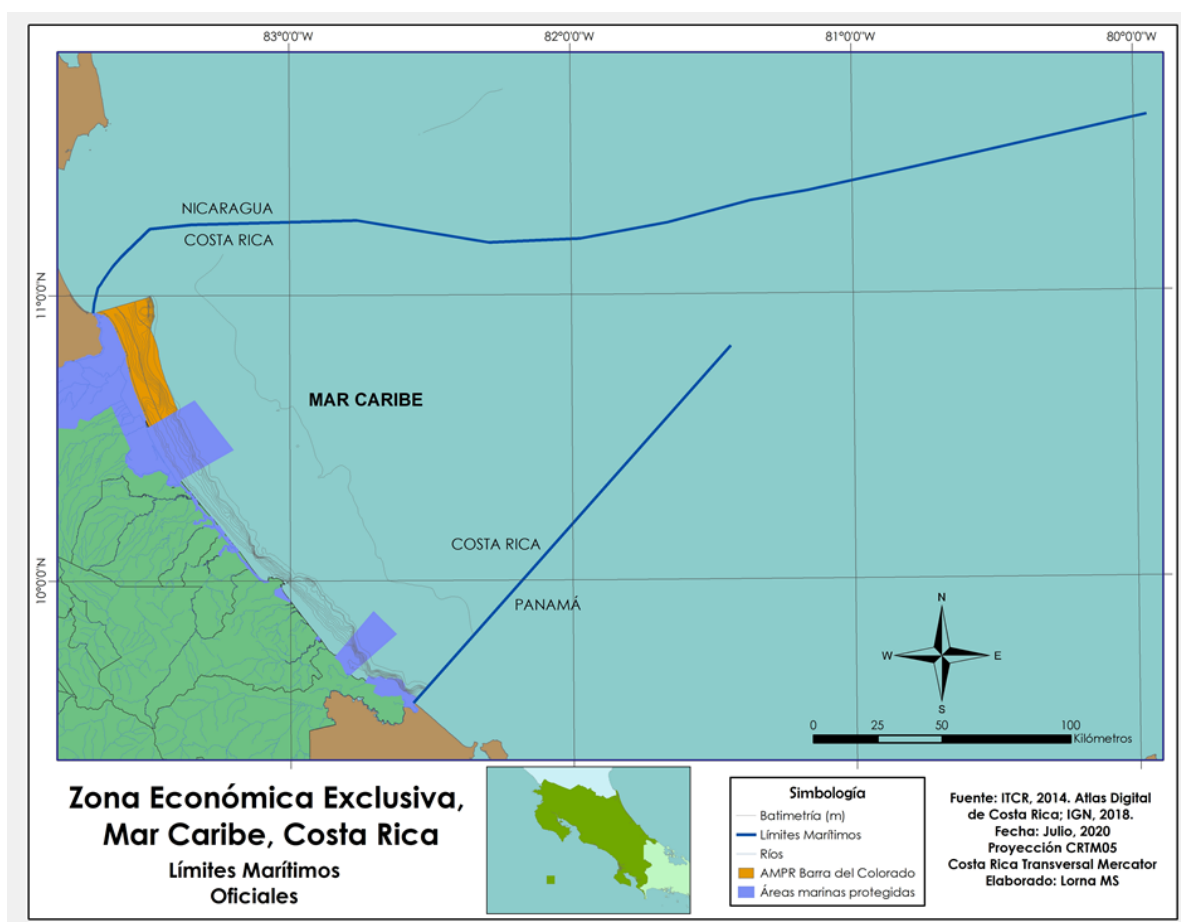 83°0'0"W
82°0'0"W
81°0'0"W
80°0'0"W
NICARAGUA
COSTA RICA
11°0'0"N
MAR CARIBE
10°0'0"N
COSTA RICA
PANAMÁ
N
W
E
S
0
25
50
100
Kilómetros
Zona Económica Exclusiva,
Mar Caribe, Costa Rica
Límites Marítimos
Oficiales
Simbología
Batimetría (m)
Límites Marítimos
Ríos
AMPR Barra del Colorado
Áreas marinas protegidas
Fuente: ITCR, 2014. Atlas Digital
de Costa Rica; IGN, 2018.
Fecha: Julio, 2020
Proyección CRTM05
Costa Rica Transversal Mercator
Elaborado: Lorna MS